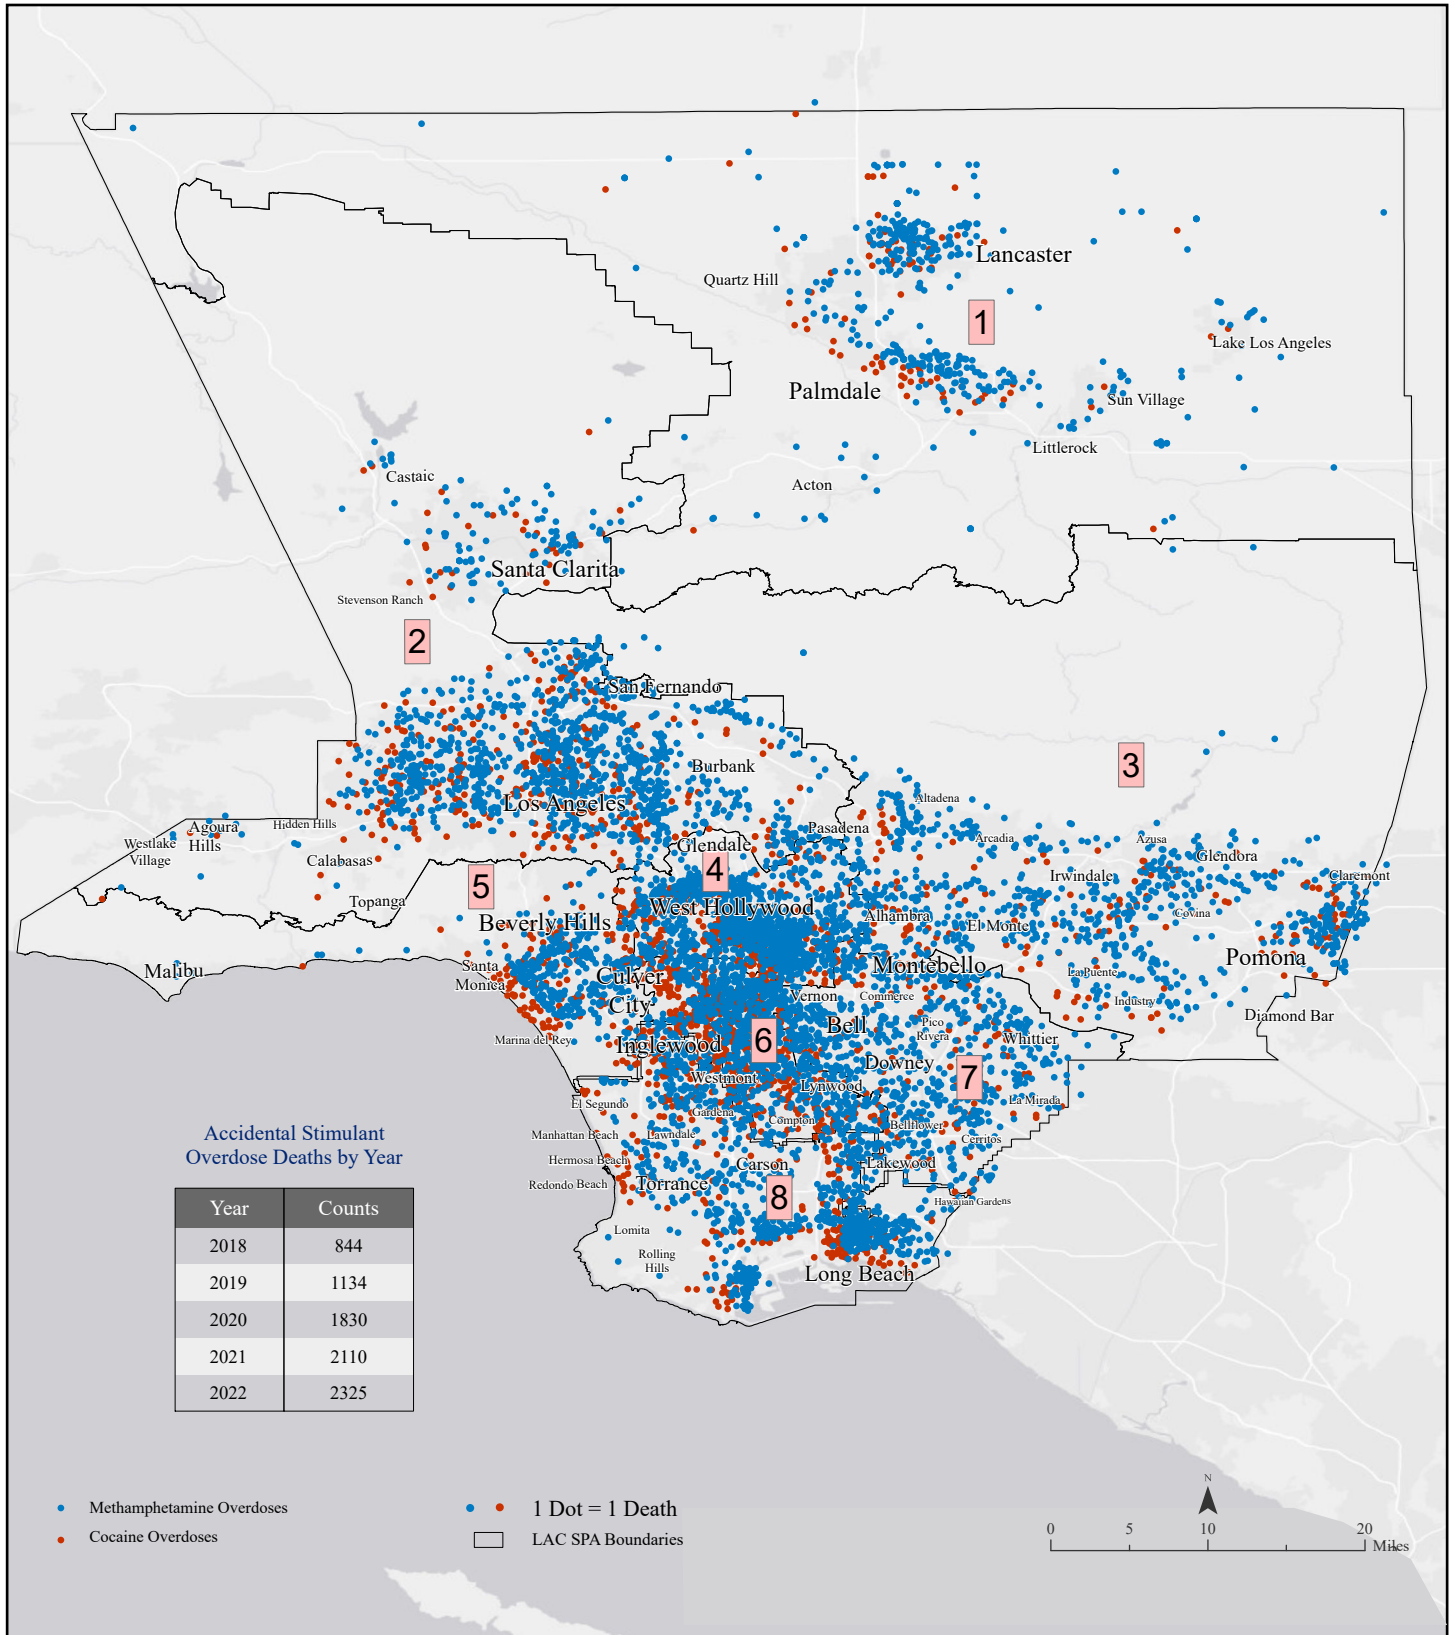 Lancaster
Quartz Hill
1
Lake Los Angeles
Palmdale
Sun Village
Littlerock
Castaic
Acton
Santa Clarita
Stevenson Ranch
2
San Fernando
3
Burbank
Los Angeles
Altadena
Hidden Hills
Agoura
Hills
Pasadena
Arcadia
Azusa
Westlake
Village
Glendale
Glendora
Calabasas
4
Irwindale
Claremont
5
Topanga
West Hollywood
Covina
Beverly Hills
Alhambra
El Monte
Pomona
Santa
Monica
Malibu
Culver
City
Montebello
La Puente
Vernon
Commerce
Industry
Diamond Bar
Bell
Pico
Rivera
Marina del Rey
Inglewood
6
Whittier
Downey
7
Westmont
Lynwood
El Segundo
La Mirada
Gardena
Compton
Bellflower
Manhattan Beach
Lawndale
Cerritos
Hermosa Beach
Carson
Lakewood
Redondo Beach
Torrance
8
Hawaiian Gardens
Lomita
Rolling
Hills
Long Beach
Accidental Stimulant
Overdose Deaths by Year
Year Counts
2018 844
2019 1134
2020 1830
2021 2110
2022 2325
Methamphetamine Overdoses
Cocaine Overdoses
1 Dot = 1 Death
LAC SPA Boundaries
N
0 5 10 20
Miles